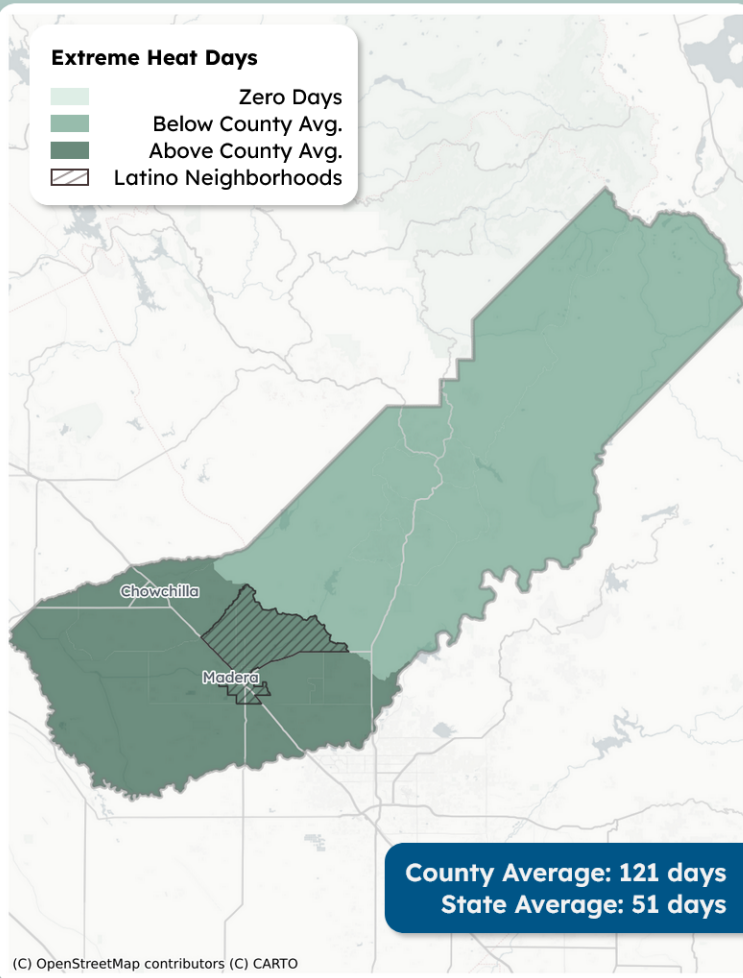 Extreme Heat Days
Zero Days
Below County Avg.
Above County Avg.
Latino Neighborhoods
Chowchilla
Madera
County Average: 121 days
State Average: 51 days
(C) OpenStreetMap contributors (C) CARTO